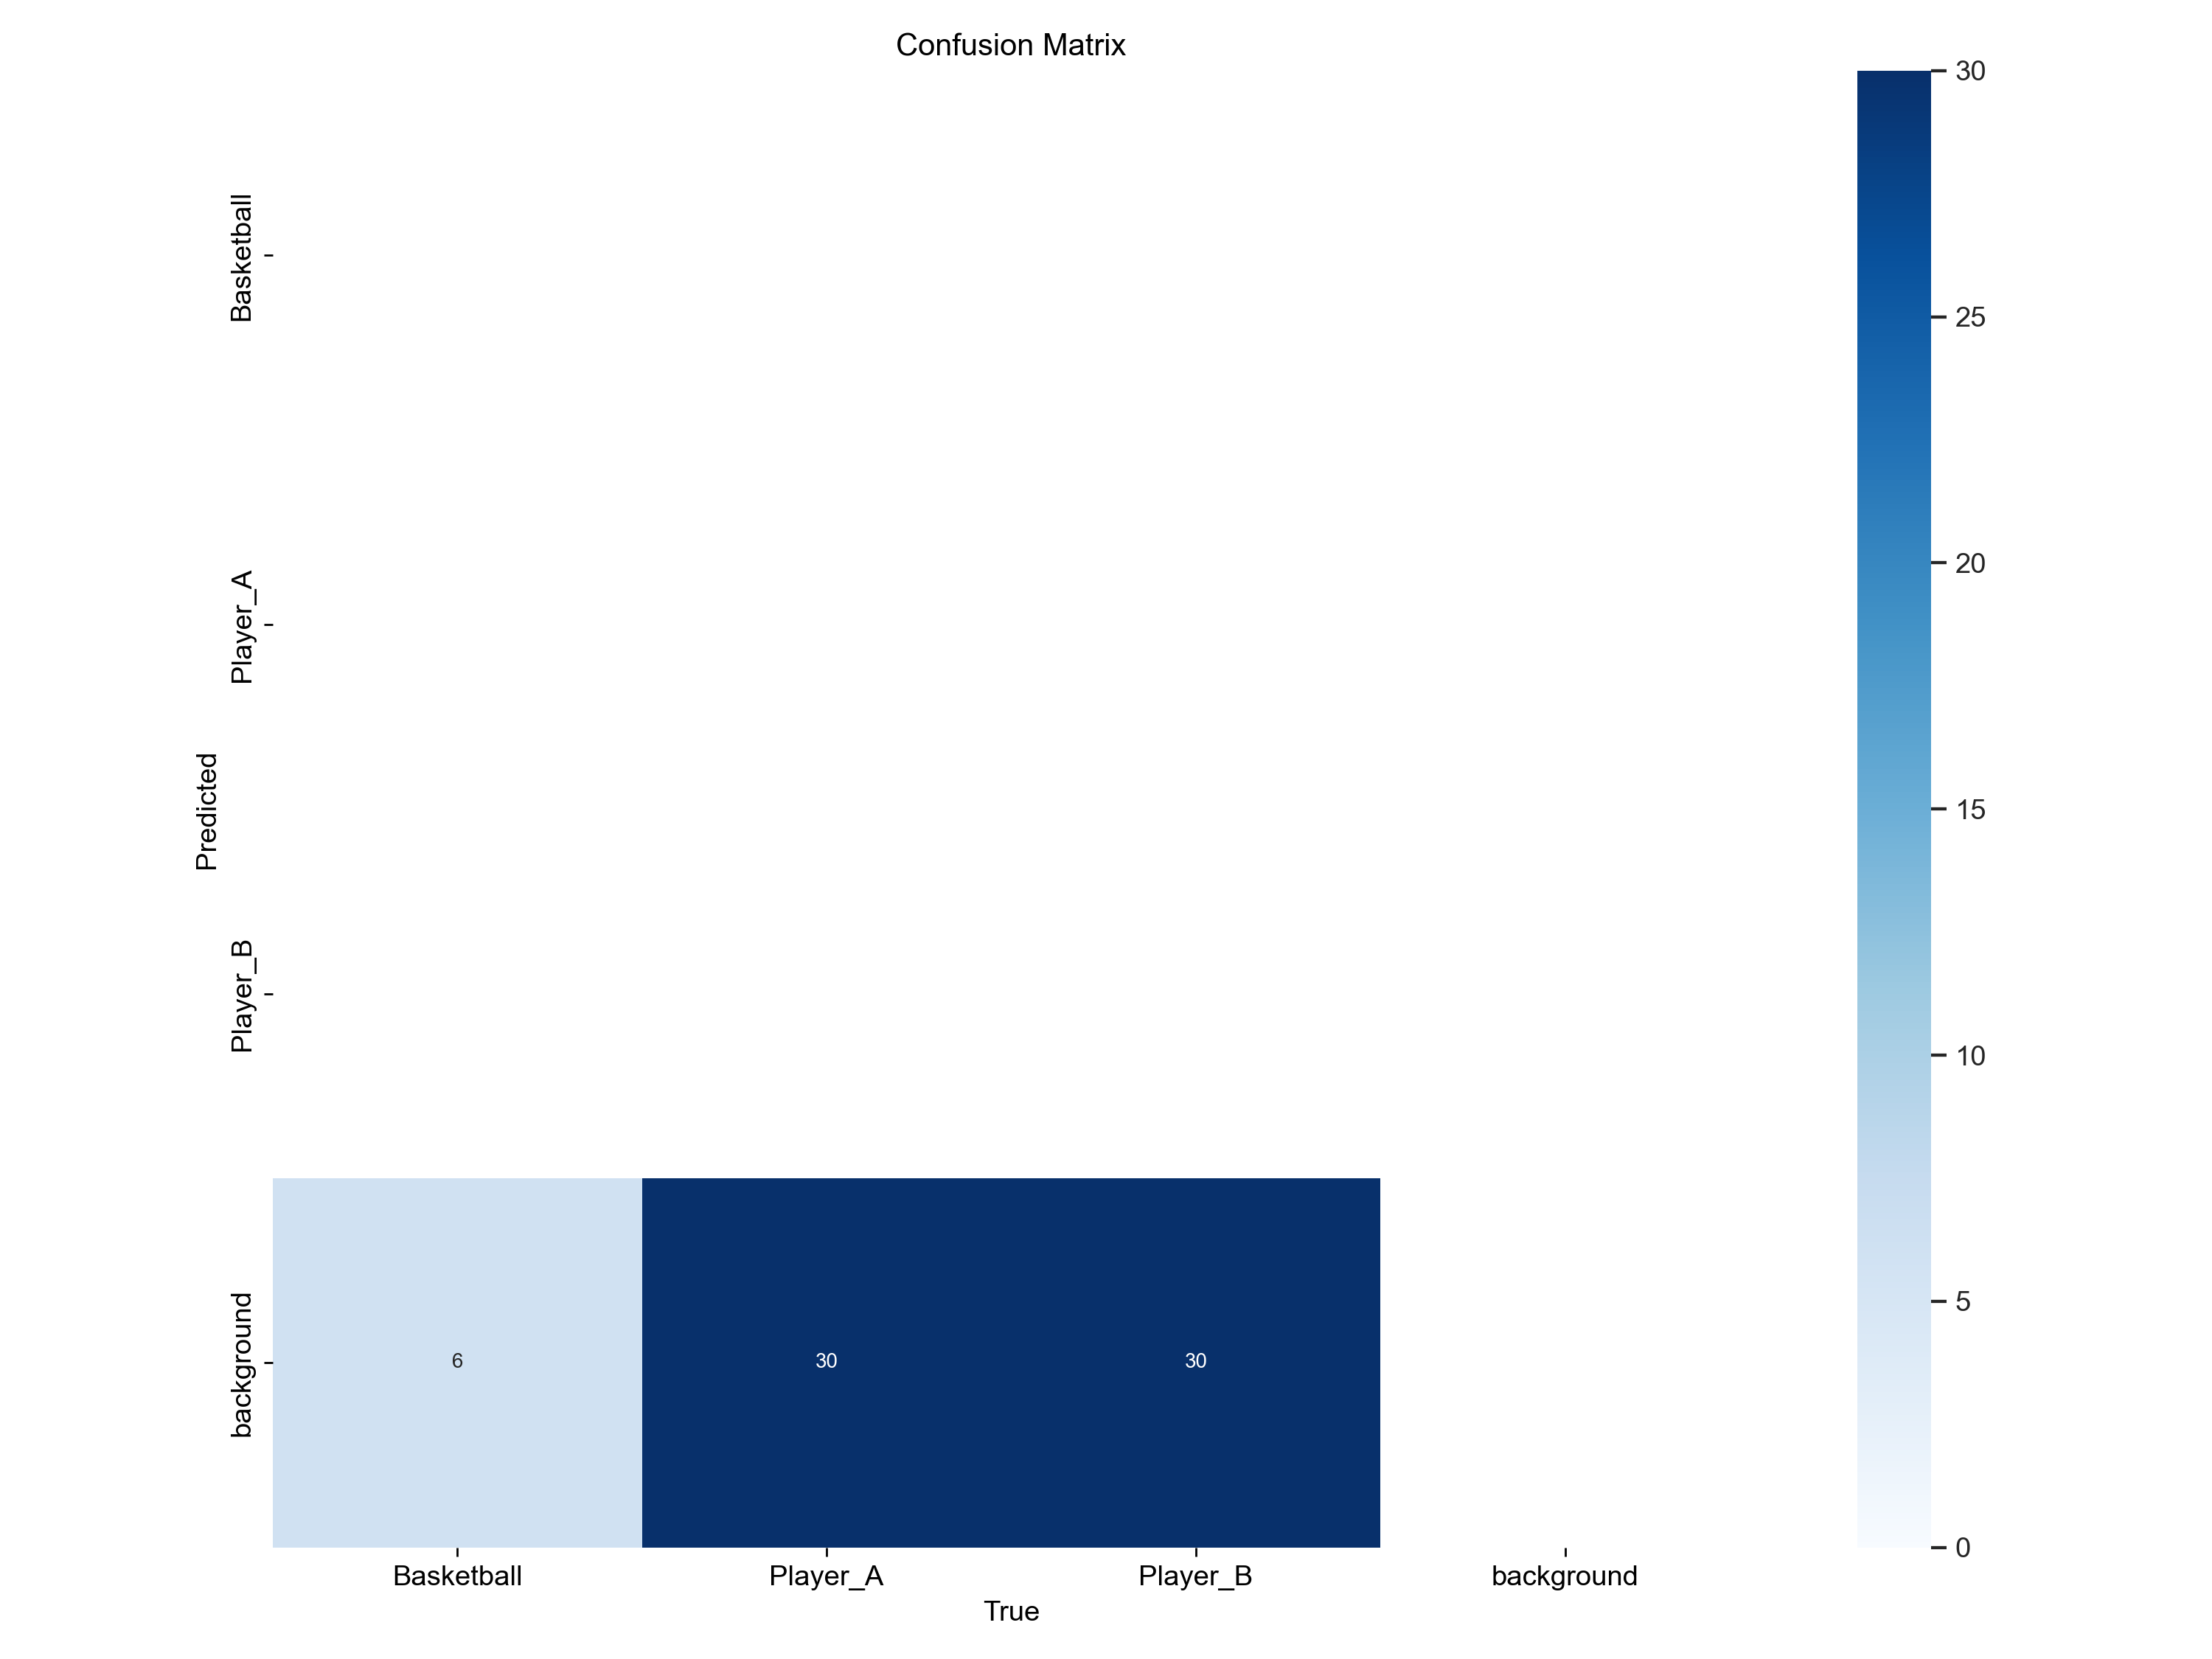 Confusion Matrix
Basketball
Player_A
Player_B
background
Predicted
6
30
30
Basketball
Player_A
Player_B
background
True
30
25
20
15
10
5
0